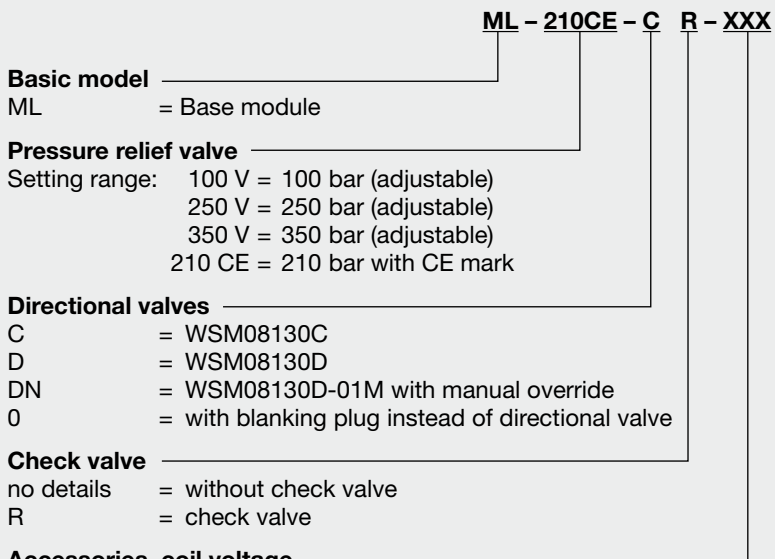 ML – 210CE – C R – XXX
Basic model
ML = Base module
Pressure relief valve
Setting range: 100 V = 100 bar (adjustable)
250 V = 250 bar (adjustable)
350 V = 350 bar (adjustable)
210 CE = 210 bar with CE mark
Directional valves
C = WSM08130C
D = WSM08130D
DN = WSM08130D-01M with manual override
0 = with blanking plug instead of directional valve
Check valve
no details = without check valve
R = check valve
Accessories, coil voltage